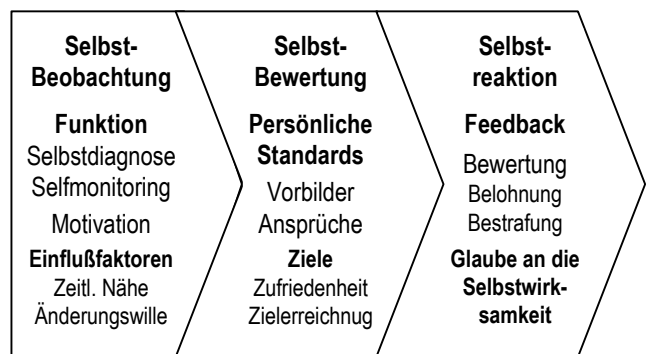 Selbst-
Beobachtung
Funktion
Selbstdiagnose
Selfmonitoring
Motivation
Einflußfaktoren
Zeitl. Nähe
Änderungswille
Selbst-
Bewertung
Persönliche
Standards
Vorbilder
Ansprüche
Ziele
Zufriedenheit
Zielerreichnug
Selbst-
reaktion
Feedback
Bewertung
Belohnung
Bestrafung
Glaube an die
Selbstwirk-
samkeit